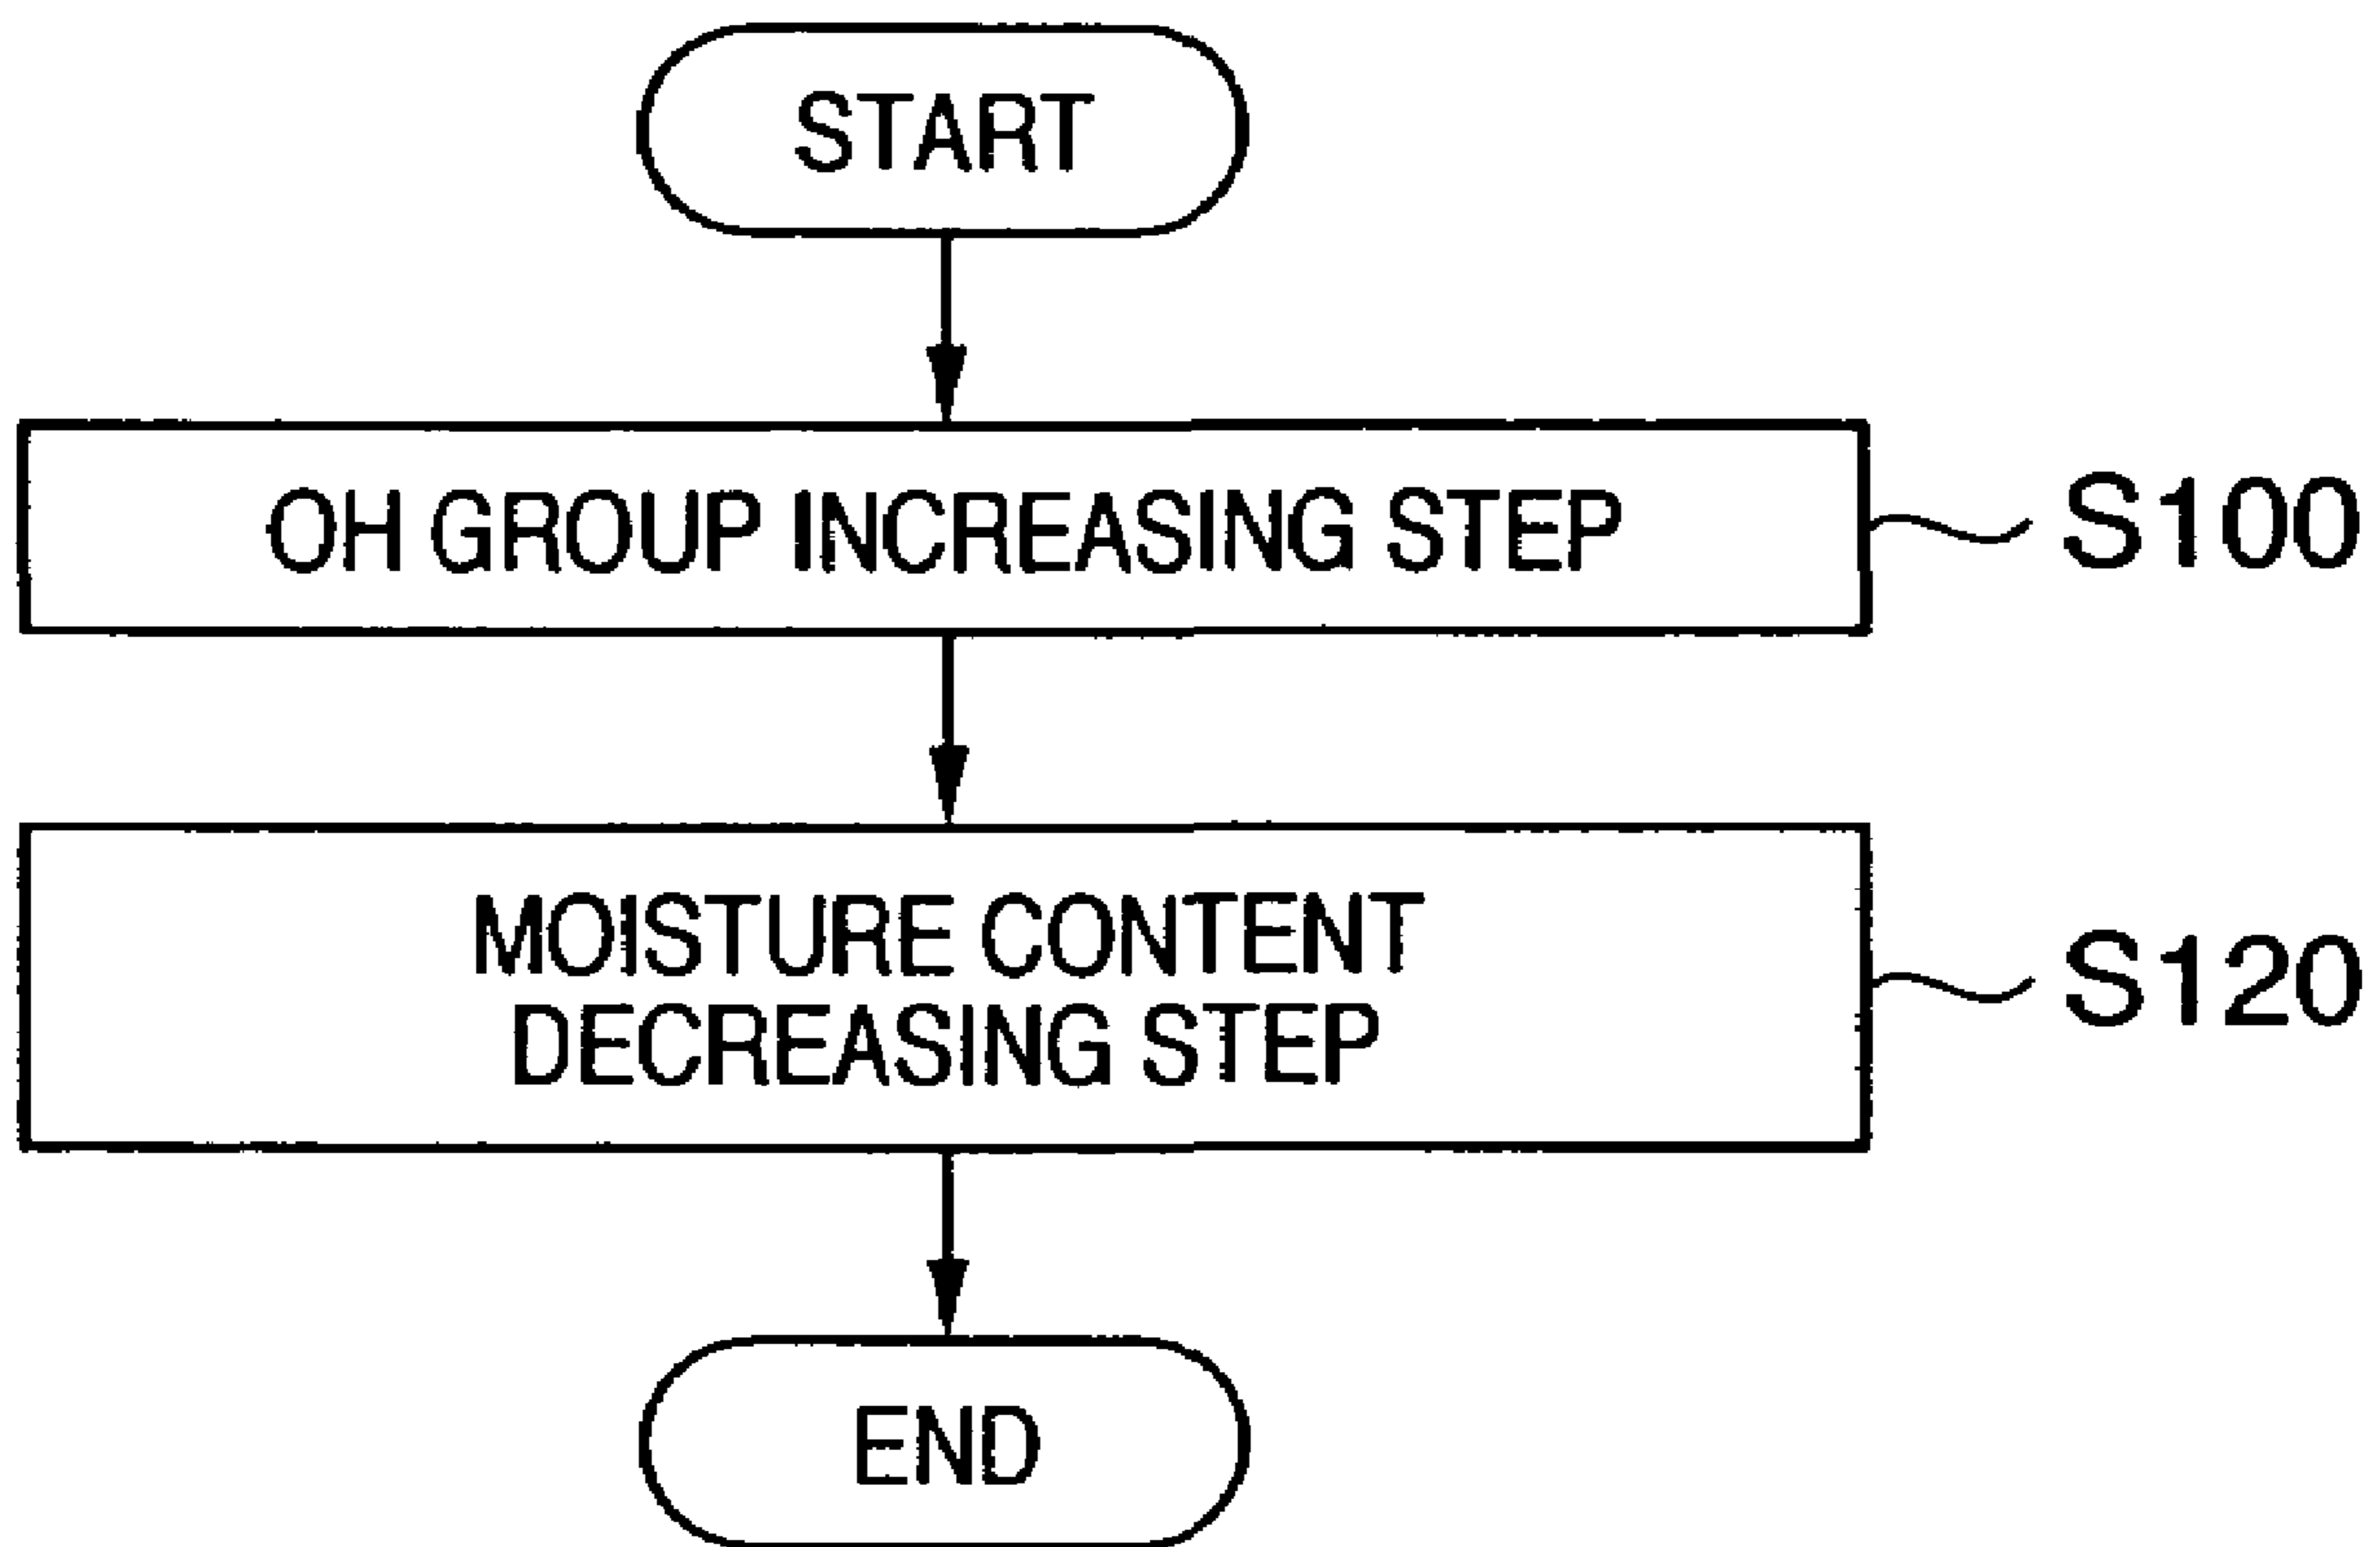 START
OH GROUP INCREASING STEP
S100
MOISTURE CONTENT
DECREASING STEP
S120
END